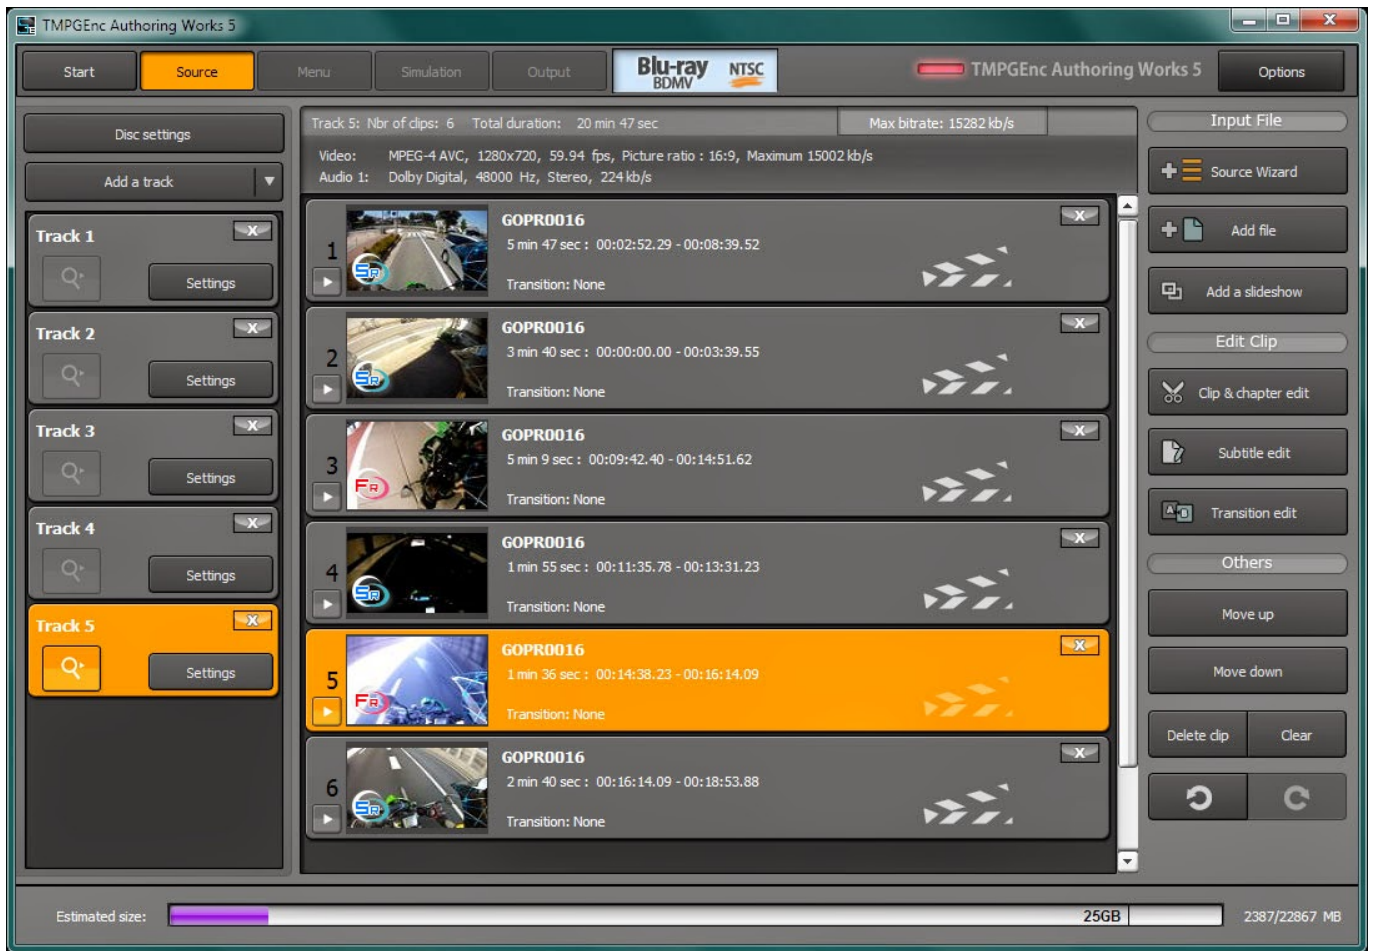 TMPGEnc Authoring Works 5
X
Start
Source
Menu
Simulation
Output
Blu-ray NTSC
BDMV
TMPGEnc Authoring Works 5
Options
Disc settings
Add a track
Track 1
X
Settings
Track 2
X
Settings
Track 3
X
Settings
Track 4
X
Settings
Track 5
X
Settings
Track 5: Nbr of clips: 6 Total duration: 20 min 47 sec
Max bitrate: 15282 kb/s
Video: MPEG-4 AVC, 1280x720, 59.94 fps, Picture ratio : 16:9, Maximum 15002 kb/s
Audio 1: Dolby Digital, 48000 Hz, Stereo, 224 kb/s
1
SR
GOPR0016
X
5 min 47 sec : 00:02:52.29 - 00:08:39.52
Transition: None
2
SR
GOPR0016
X
3 min 40 sec : 00:00:00.00 - 00:03:39.55
Transition: None
3
FR
GOPR0016
X
5 min 9 sec : 00:09:42.40 - 00:14:51.62
Transition: None
4
SR
GOPR0016
X
1 min 55 sec : 00:11:35.78 - 00:13:31.23
Transition: None
5
FR
GOPR0016
X
1 min 36 sec : 00:14:38.23 - 00:16:14.09
Transition: None
6
SR
GOPR0016
X
2 min 40 sec : 00:16:14.09 - 00:18:53.88
Transition: None
Input File
Source Wizard
Add file
Add a slideshow
Edit Clip
Clip & chapter edit
Subtitle edit
A B
Transition edit
Others
Move up
Move down
Delete clip
Clear
Estimated size:
25GB
2387/22867 MB